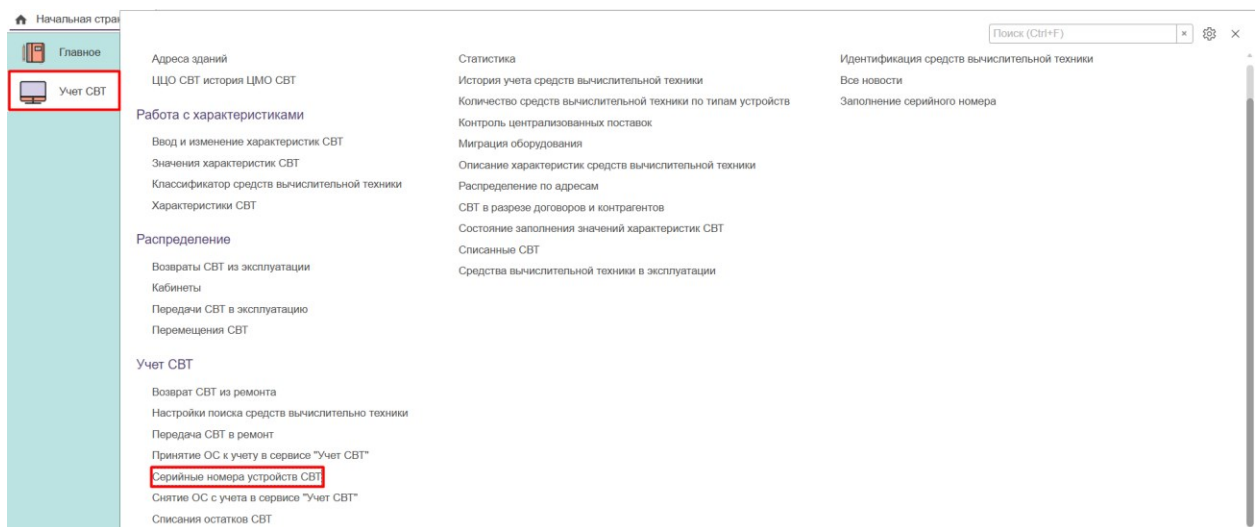 Начальная стран
Поиск (Ctrl+F)
×
×
Главное
Учет СВТ
Адреса зданий
ЦЦО СВТ история ЦМО СВТ
Работа с характеристиками
Ввод и изменение характеристик СВТ
Значения характеристик СВТ
Классификатор средств вычислительной техники
Характеристики СВТ
Распределение
Возвраты СВТ из эксплуатации
Кабинеты
Передачи СВТ в эксплуатацию
Перемещения СВТ
Учет СВТ
Возврат СВТ из ремонта
Настройки поиска средств вычислительно техники
Передача СВТ в ремонт
Принятие ОС к учету в сервисе "Учет СВТ"
Серийные номера устройств СВТ
Снятие ОС с учета в сервисе "Учет СВТ"
Списания остатков СВТ
Статистика
История учета средств вычислительной техники
Количество средств вычислительной техники по типам устройств
Контроль централизованных поставок
Миграция оборудования
Описание характеристик средств вычислительной техники
Распределение по адресам
СВТ в разрезе договоров и контрагентов
Состояние заполнения значений характеристик СВТ
Списанные СВТ
Средства вычислительной техники в эксплуатации
Идентификация средств вычислительной техники
Все новости
Заполнение серийного номера